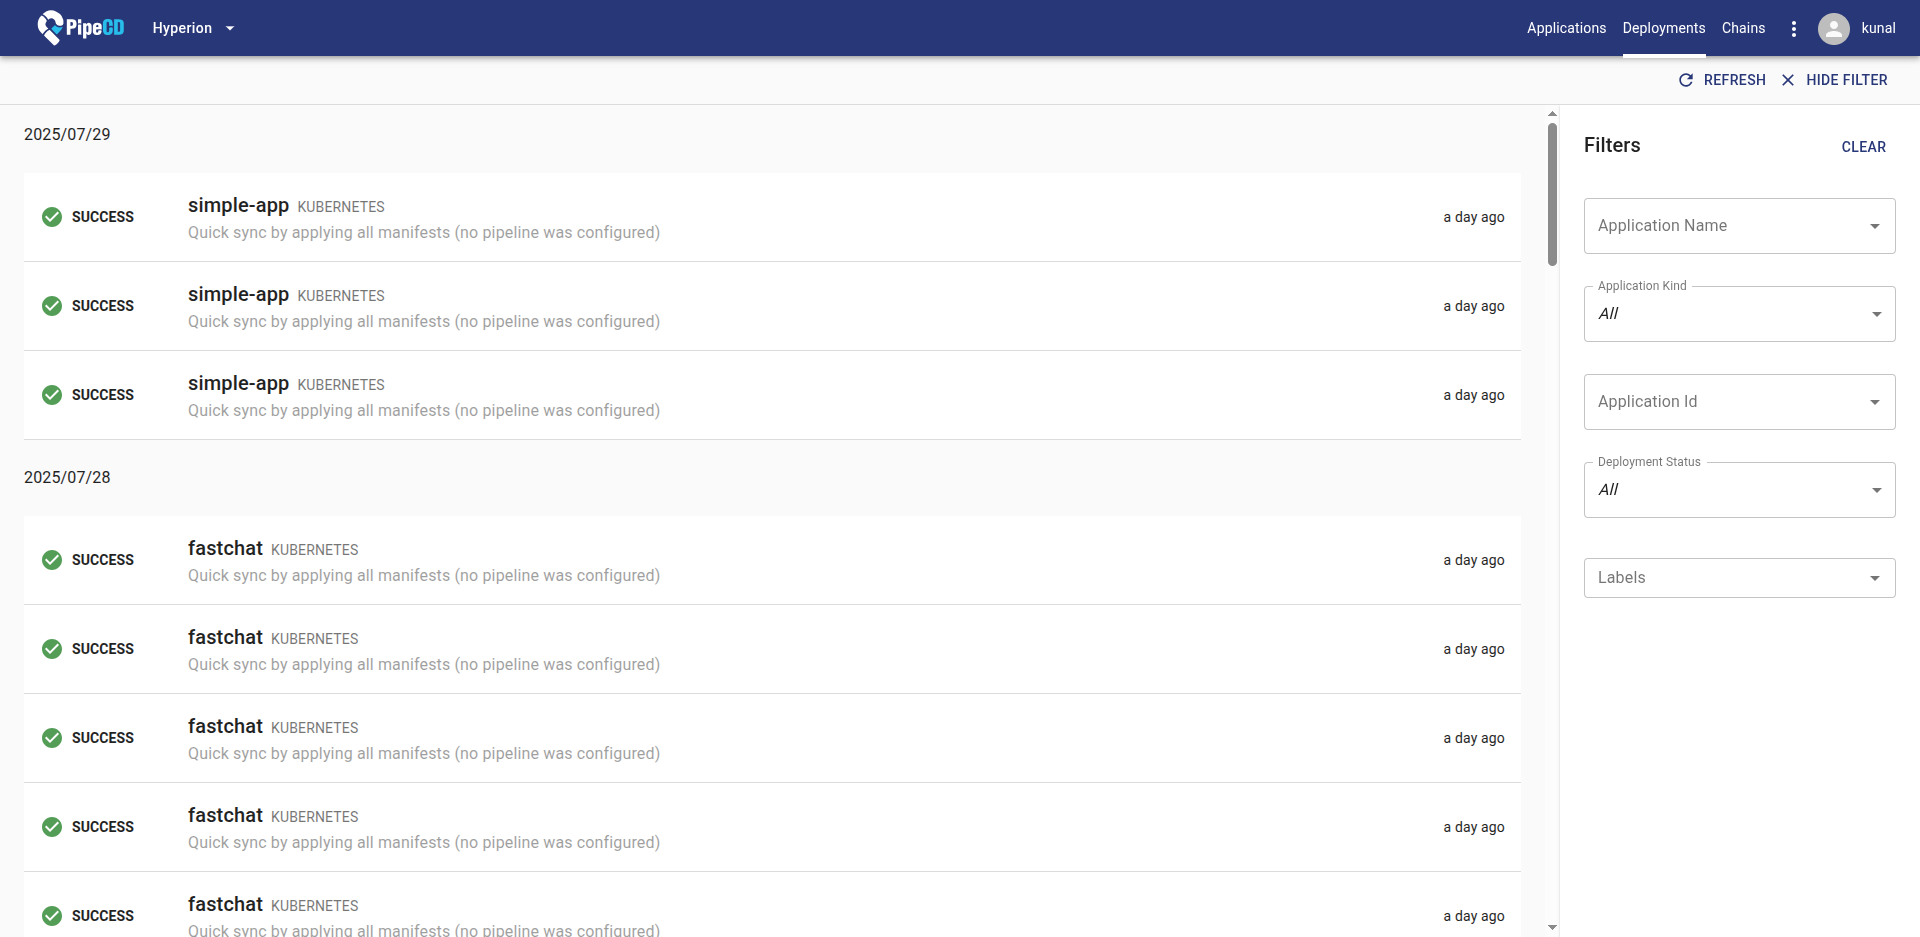 PipeCD Hyperion Applications Deployments Chains kunal
REFRESH HIDE FILTER
2025/07/29
SUCCESS simple-app KUBERNETES a day ago
Quick sync by applying all manifests (no pipeline was configured)
SUCCESS simple-app KUBERNETES a day ago
Quick sync by applying all manifests (no pipeline was configured)
SUCCESS simple-app KUBERNETES a day ago
Quick sync by applying all manifests (no pipeline was configured)
2025/07/28
SUCCESS fastchat KUBERNETES a day ago
Quick sync by applying all manifests (no pipeline was configured)
SUCCESS fastchat KUBERNETES a day ago
Quick sync by applying all manifests (no pipeline was configured)
SUCCESS fastchat KUBERNETES a day ago
Quick sync by applying all manifests (no pipeline was configured)
SUCCESS fastchat KUBERNETES a day ago
Quick sync by applying all manifests (no pipeline was configured)
SUCCESS fastchat KUBERNETES a day ago
Quick sync by applying all manifests (no pipeline was configured)
Filters CLEAR
Application Name
Application Kind
All
Application Id
Deployment Status
All
Labels